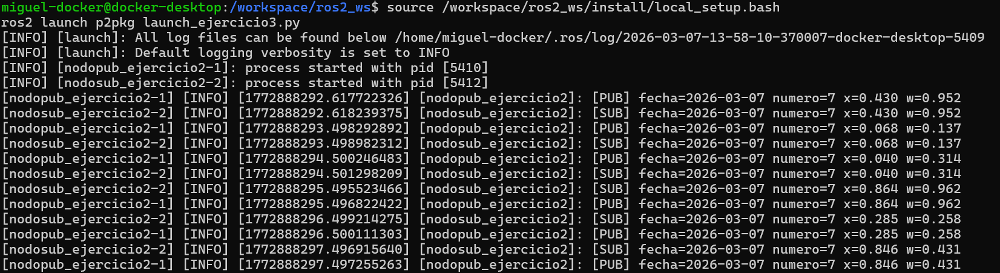 miguel-docker@docker-desktop:/workspace/ros2_ws$ source /workspace/ros2_ws/install/local_setup.bash
ros2 launch p2pkg launch_ejercicio3.py
[INFO] [launch]: All log files can be found below /home/miguel-docker/.ros/log/2026-03-07-13-58-10-370007-docker-desktop-5409
[INFO] [launch]: Default logging verbosity is set to INFO
[INFO] [nodopub_ejercicio2-1]: process started with pid [5410]
[INFO] [nodosub_ejercicio2-2]: process started with pid [5412]
[nodopub_ejercicio2-1] [INFO] [1772888292.617722326] [nodopub_ejercicio2]: [PUB] fecha=2026-03-07 numero=7 x=0.430 w=0.952
[nodosub_ejercicio2-2] [INFO] [1772888292.618239375] [nodosub_ejercicio2]: [SUB] fecha=2026-03-07 numero=7 x=0.430 w=0.952
[nodopub_ejercicio2-1] [INFO] [1772888293.498292892] [nodopub_ejercicio2]: [PUB] fecha=2026-03-07 numero=7 x=0.068 w=0.137
[nodosub_ejercicio2-2] [INFO] [1772888293.498982312] [nodosub_ejercicio2]: [SUB] fecha=2026-03-07 numero=7 x=0.068 w=0.137
[nodopub_ejercicio2-1] [INFO] [1772888294.500246483] [nodopub_ejercicio2]: [PUB] fecha=2026-03-07 numero=7 x=0.040 w=0.314
[nodosub_ejercicio2-2] [INFO] [1772888294.501298209] [nodosub_ejercicio2]: [SUB] fecha=2026-03-07 numero=7 x=0.040 w=0.314
[nodosub_ejercicio2-2] [INFO] [1772888295.495523466] [nodosub_ejercicio2]: [SUB] fecha=2026-03-07 numero=7 x=0.864 w=0.962
[nodopub_ejercicio2-1] [INFO] [1772888295.496822422] [nodopub_ejercicio2]: [PUB] fecha=2026-03-07 numero=7 x=0.864 w=0.962
[nodosub_ejercicio2-2] [INFO] [1772888296.499214275] [nodosub_ejercicio2]: [SUB] fecha=2026-03-07 numero=7 x=0.285 w=0.258
[nodopub_ejercicio2-1] [INFO] [1772888296.500111303] [nodopub_ejercicio2]: [PUB] fecha=2026-03-07 numero=7 x=0.285 w=0.258
[nodosub_ejercicio2-2] [INFO] [1772888297.496915640] [nodosub_ejercicio2]: [SUB] fecha=2026-03-07 numero=7 x=0.846 w=0.431
[nodopub_ejercicio2-1] [INFO] [1772888297.497255263] [nodopub_ejercicio2]: [PUB] fecha=2026-03-07 numero=7 x=0.846 w=0.431